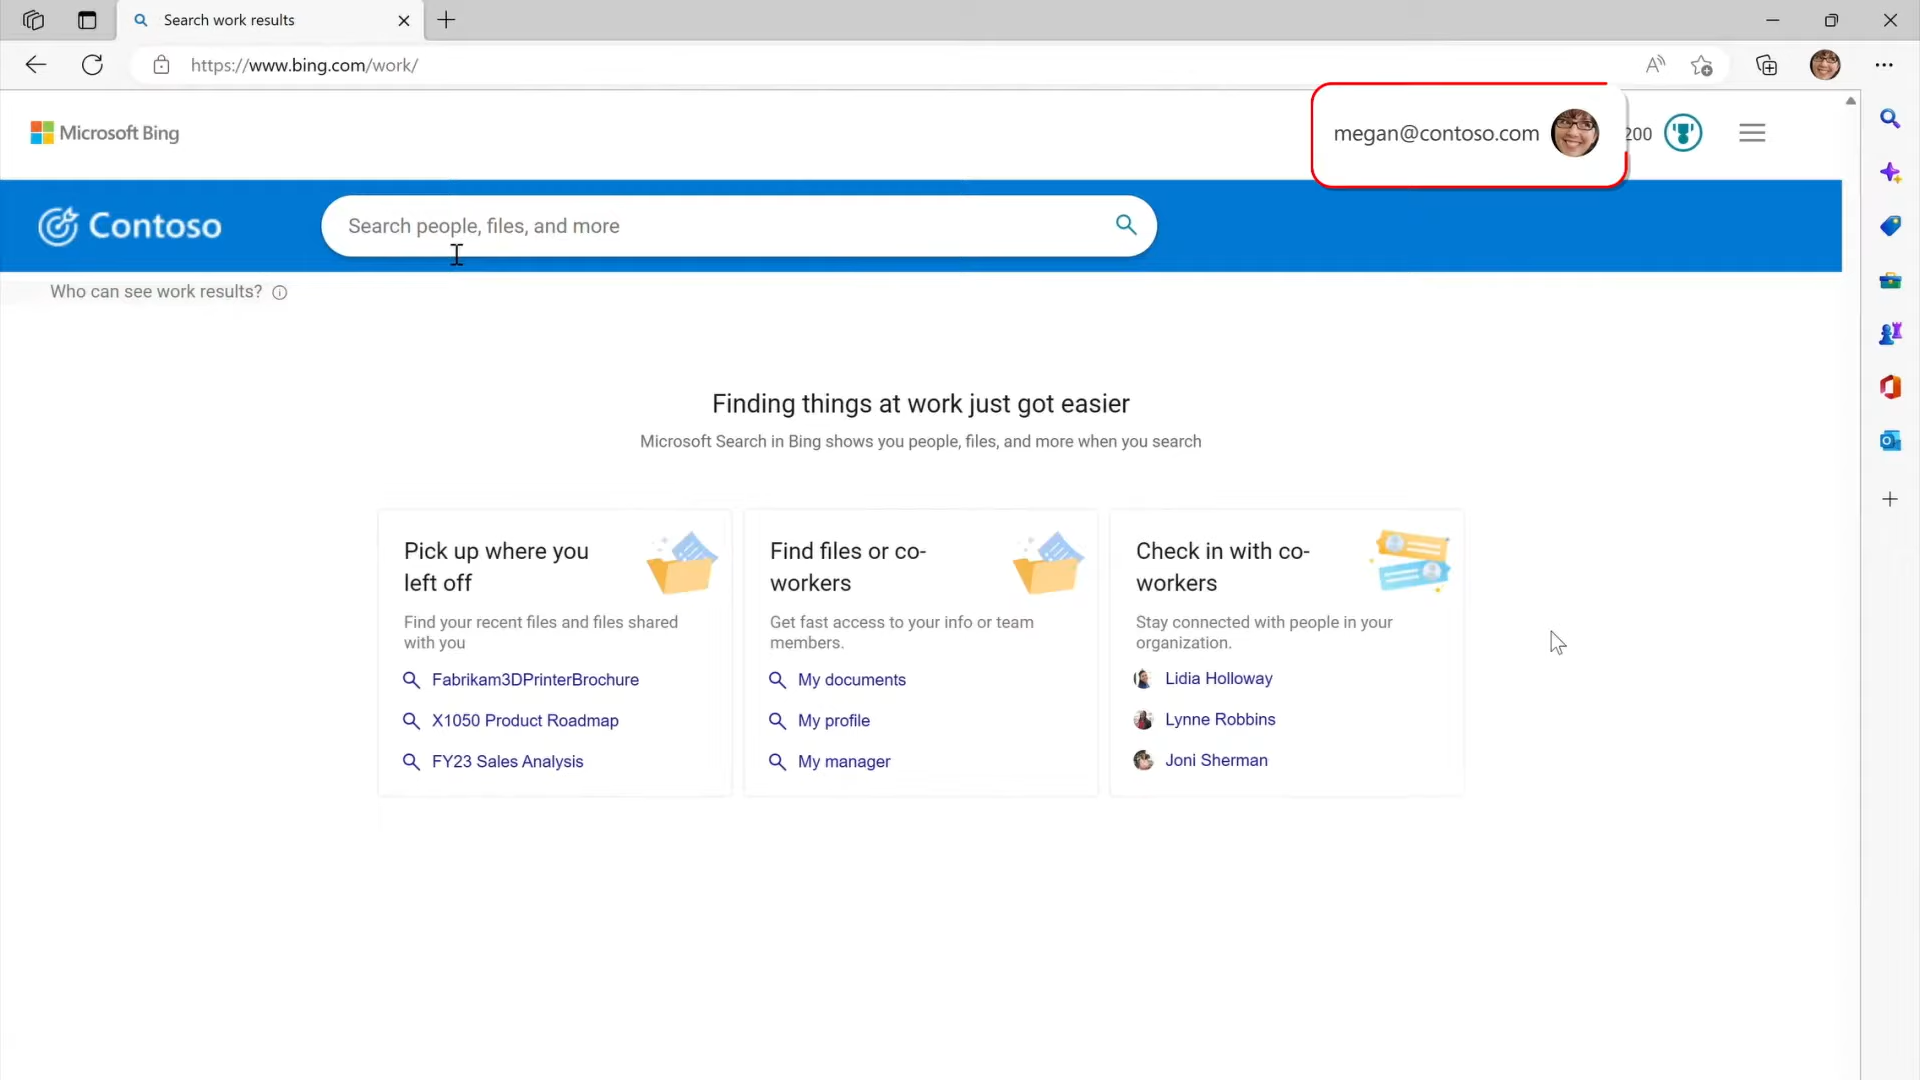 Search work results
https://www.bing.com/work/
Microsoft Bing
megan@contoso.com
200
Contoso
Search people, files, and more
Who can see work results?
Finding things at work just got easier
Microsoft Search in Bing shows you people, files, and more when you search
Pick up where you
left off
Find your recent files and files shared
with you
FabriKam3DPrinterBrochure
X1050 Product Roadmap
FY23 Sales Analysis
Find files or co-
workers
Get fast access to your info or team
members.
My documents
My profile
My manager
Check in with co-
workers
Stay connected with people in your
organization.
Lidia Holloway
Lynne Robbins
Joni Sherman